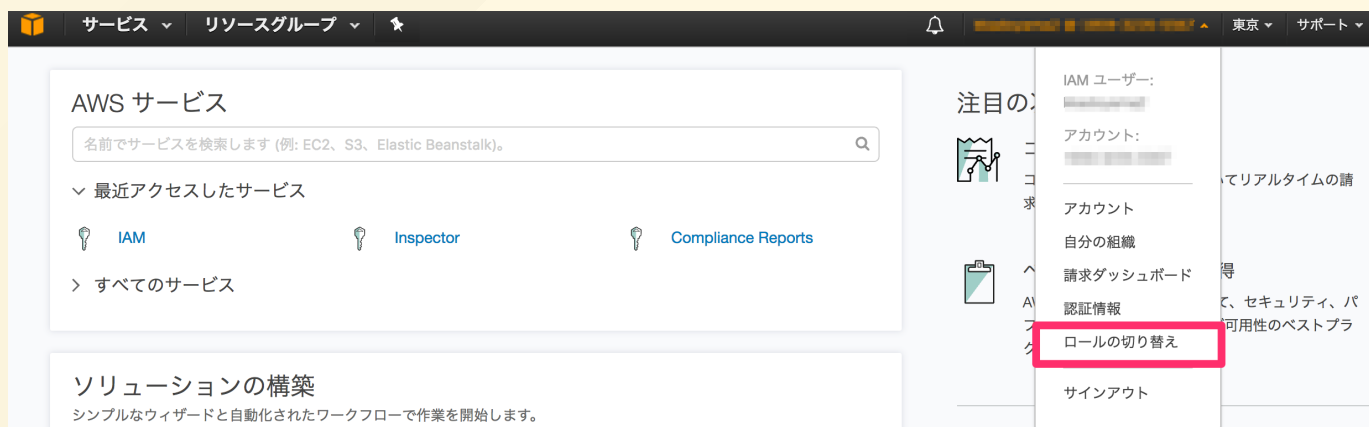 サービス リソースグループ 東京 サポート
AWS サービス
名前でサービスを検索します (例: EC2、S3、Elastic Beanstalk)。
最近アクセスしたサービス
IAM Inspector Compliance Reports
すべてのサービス
ソリューションの構築
シンプルなウィザードと自動化されたワークフローで作業を開始します。
注目の
いてリアルタイムの請
求
得
て、セキュリティ、パ
可用性のベストプラ
IAM ユーザー:
アカウント:
アカウント
自分の組織
請求ダッシュボード
認証情報
ロールの切り替え
サインアウト